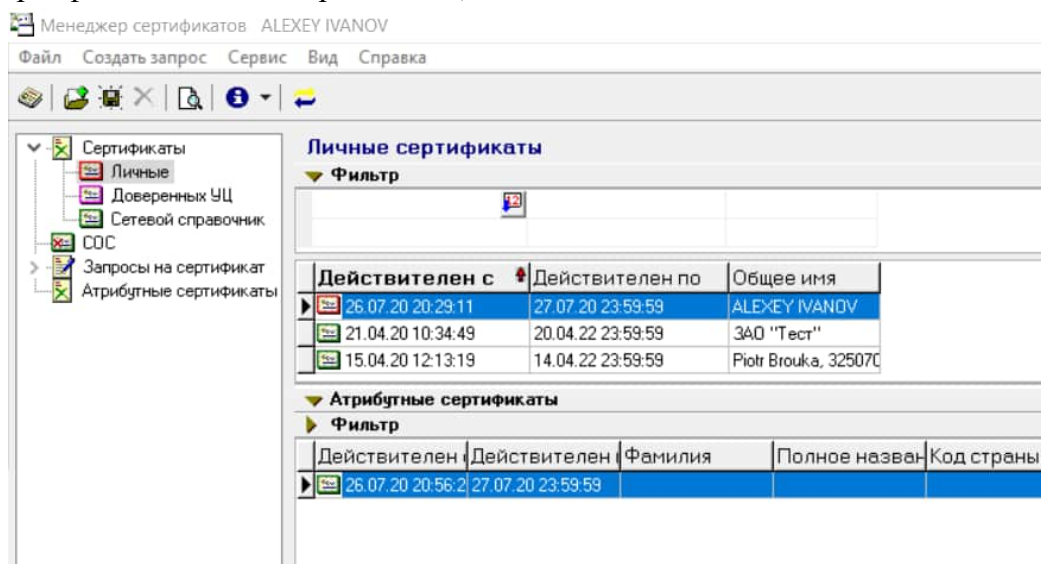 Менеджер сертификатов ALEXEY IVANOV
Файл Создать запрос Сервис Вид Справка
Сертификаты
Личные
Доверенных УЦ
Сетевой справочник
СОС
Запросы на сертификат
Атрибутные сертификаты
Личные сертификаты
Фильтр
Действителен с Действителен по Общее имя
26.07.20 20:29:11 27.07.20 23:59:59 ALEXEY IVANOV
21.04.20 10:34:49 20.04.22 23:59:59 ЗАО "Тест"
15.04.20 12:13:19 14.04.22 23:59:59 Piotr Brouka, 325070
Атрибутные сертификаты
Фильтр
Действителен Действителен Фамилия Полное назван Код страны
26.07.20 20:56:2 27.07.20 23:59:59